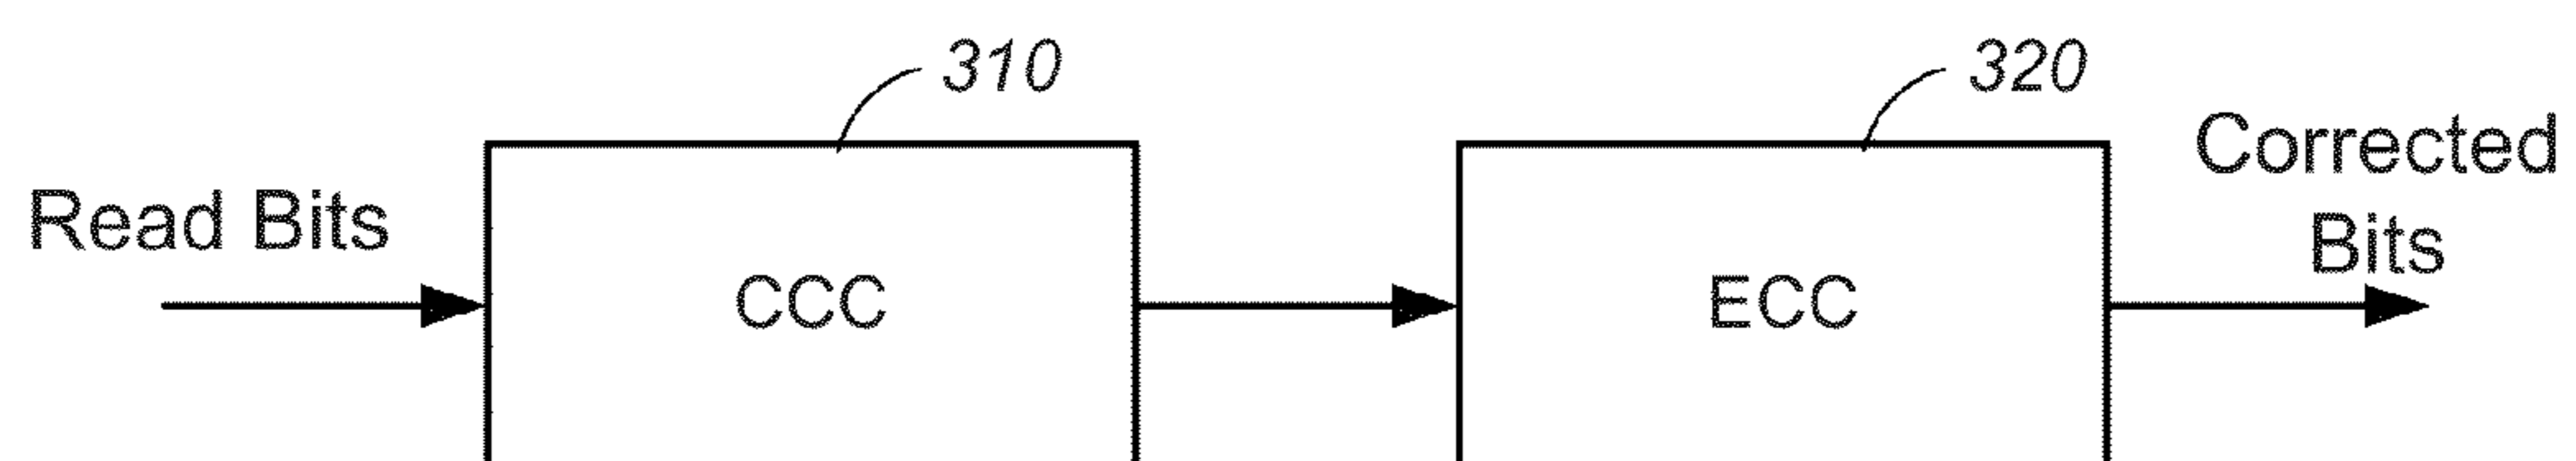 310
320
Read Bits
CCC
ECC
Corrected
Bits